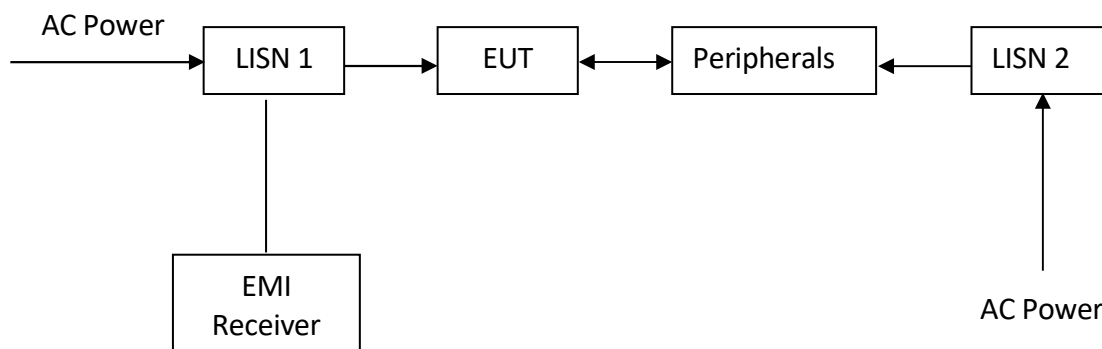 AC Power
LISN 1
EUT
Peripherals
LISN 2
EMI
Receiver
AC Power